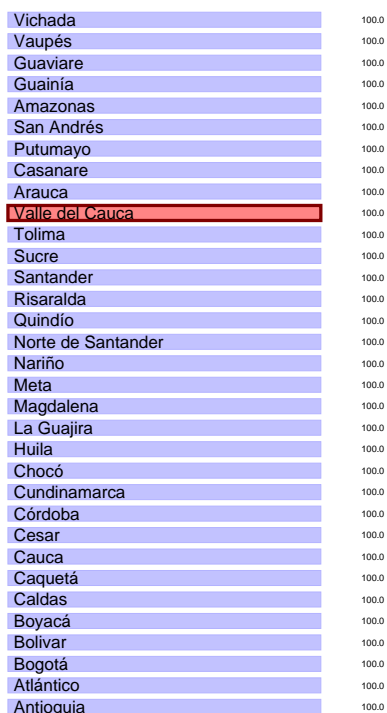 Vichada 100.0
Vaupés 100.0
Guaviare 100.0
Guainía 100.0
Amazonas 100.0
San Andrés 100.0
Putumayo 100.0
Casanare 100.0
Arauca 100.0
Valle del Cauca 100.0
Tolima 100.0
Sucre 100.0
Santander 100.0
Risaralda 100.0
Quindío 100.0
Norte de Santander 100.0
Nariño 100.0
Meta 100.0
Magdalena 100.0
La Guajira 100.0
Huila 100.0
Chocó 100.0
Cundinamarca 100.0
Córdoba 100.0
Cesar 100.0
Cauca 100.0
Caquetá 100.0
Caldas 100.0
Boyacá 100.0
Bolivar 100.0
Bogotá 100.0
Atlántico 100.0
Antioquia 100.0